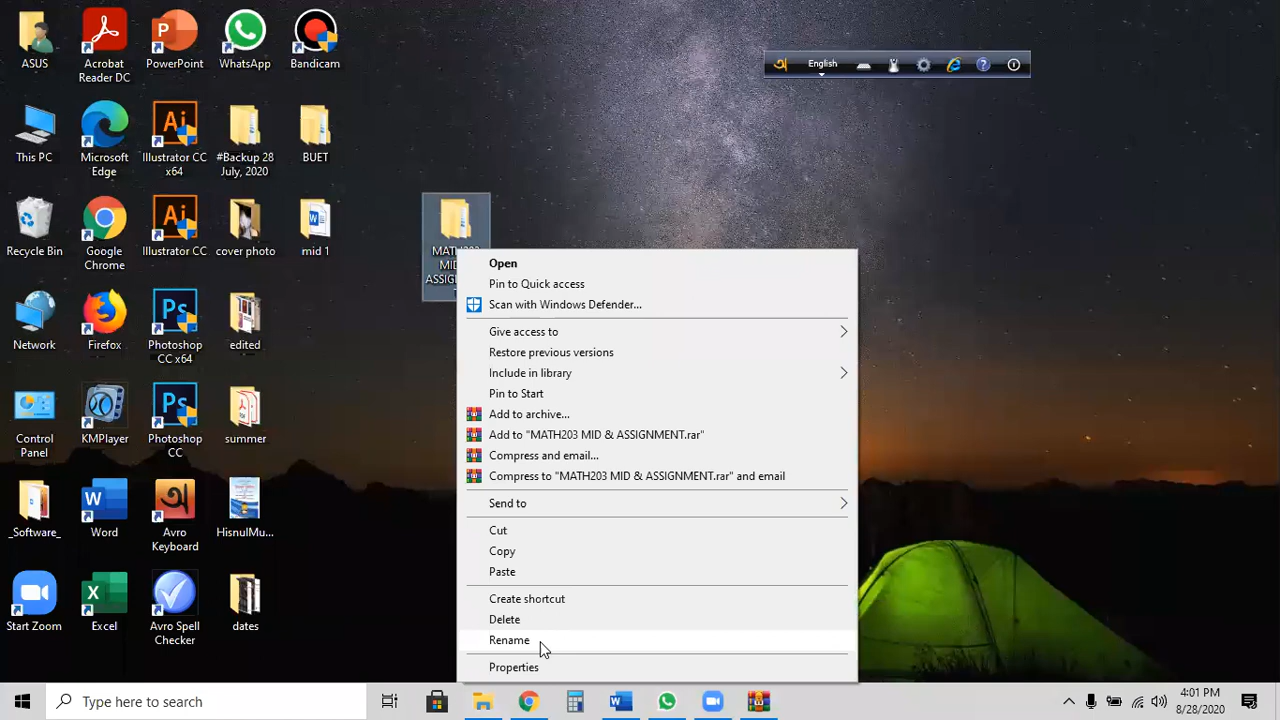 ASUS
Acrobat
Reader DC
PowerPoint
WhatsApp
Bandicam
English
This PC
Microsoft
Edge
Illustrator CC
x64
#Backup 28
July, 2020
BUET
Recycle Bin
Google
Chrome
Illustrator CC
cover photo
mid 1
Network
Firefox
Photoshop
CC x64
edited
Control
Panel
KMPlayer
Photoshop
CC
summer
_Software_
Word
Avro
Keyboard
HisnulMu...
Start Zoom
Excel
Avro Spell
Checker
dates
Open
Pin to Quick access
Scan with Windows Defender...
Give access to
Restore previous versions
Include in library
Pin to Start
Add to archive...
Add to "MATH203 MID & ASSIGNMENT.rar"
Compress and email...
Compress to "MATH203 MID & ASSIGNMENT.rar" and email
Send to
Cut
Copy
Paste
Create shortcut
Delete
Rename
Properties
Type here to search
4:01 PM
8/28/2020